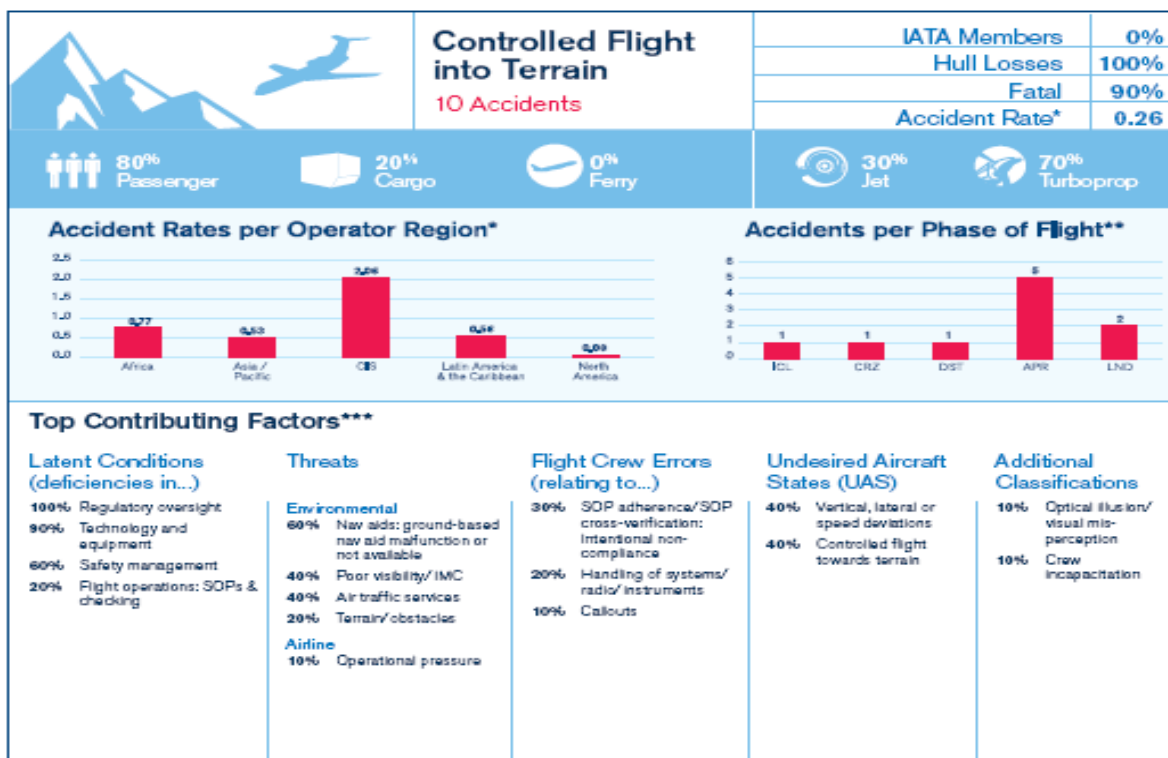 Controlled Flight
into Terrain
10 Accidents
IATA Members 0%
Hull Losses 100%
Fatal 90%
Accident Rate* 0.26
80%
Passenger
20%
Cargo
0%
Ferry
30%
Jet
70%
Turboprop
Accident Rates per Operator Region*
2.5
2.0
1.5
1.0
0.5
0.0
0.77
0.53
2.06
0.56
0.09
Africa
Asia /
Pacific
CIS
Latin America
& the Caribbean
North
America
Accidents per Phase of Flight**
6
5
4
3
2
1
0
1
1
1
5
2
ICL
CRZ
DST
APR
LND
Top Contributing Factors***
Latent Conditions
(deficiencies in...)
100% Regulatory oversight
90% Technology and
equipment
60% Safety management
20% Flight operations: SOPs &
checking
Threats
Environmental
60% Nav aids: ground-based
nav aid malfunction or
not available
40% Poor visibility/ IMC
40% Air traffic services
20% Terrain/obstacles
Airline
10% Operational pressure
Flight Crew Errors
(relating to...)
30% SOP adherence/SOP
cross-verification:
Intentional non-
compliance
20% Handling of systems/
radio/ instruments
10% Callouts
Undesired Aircraft
States (UAS)
40% Vertical, lateral or
speed deviations
40% Controlled flight
towards terrain
Additional
Classifications
10% Optical illusion/
visual mis-
perception
10% Crew
incapacitation